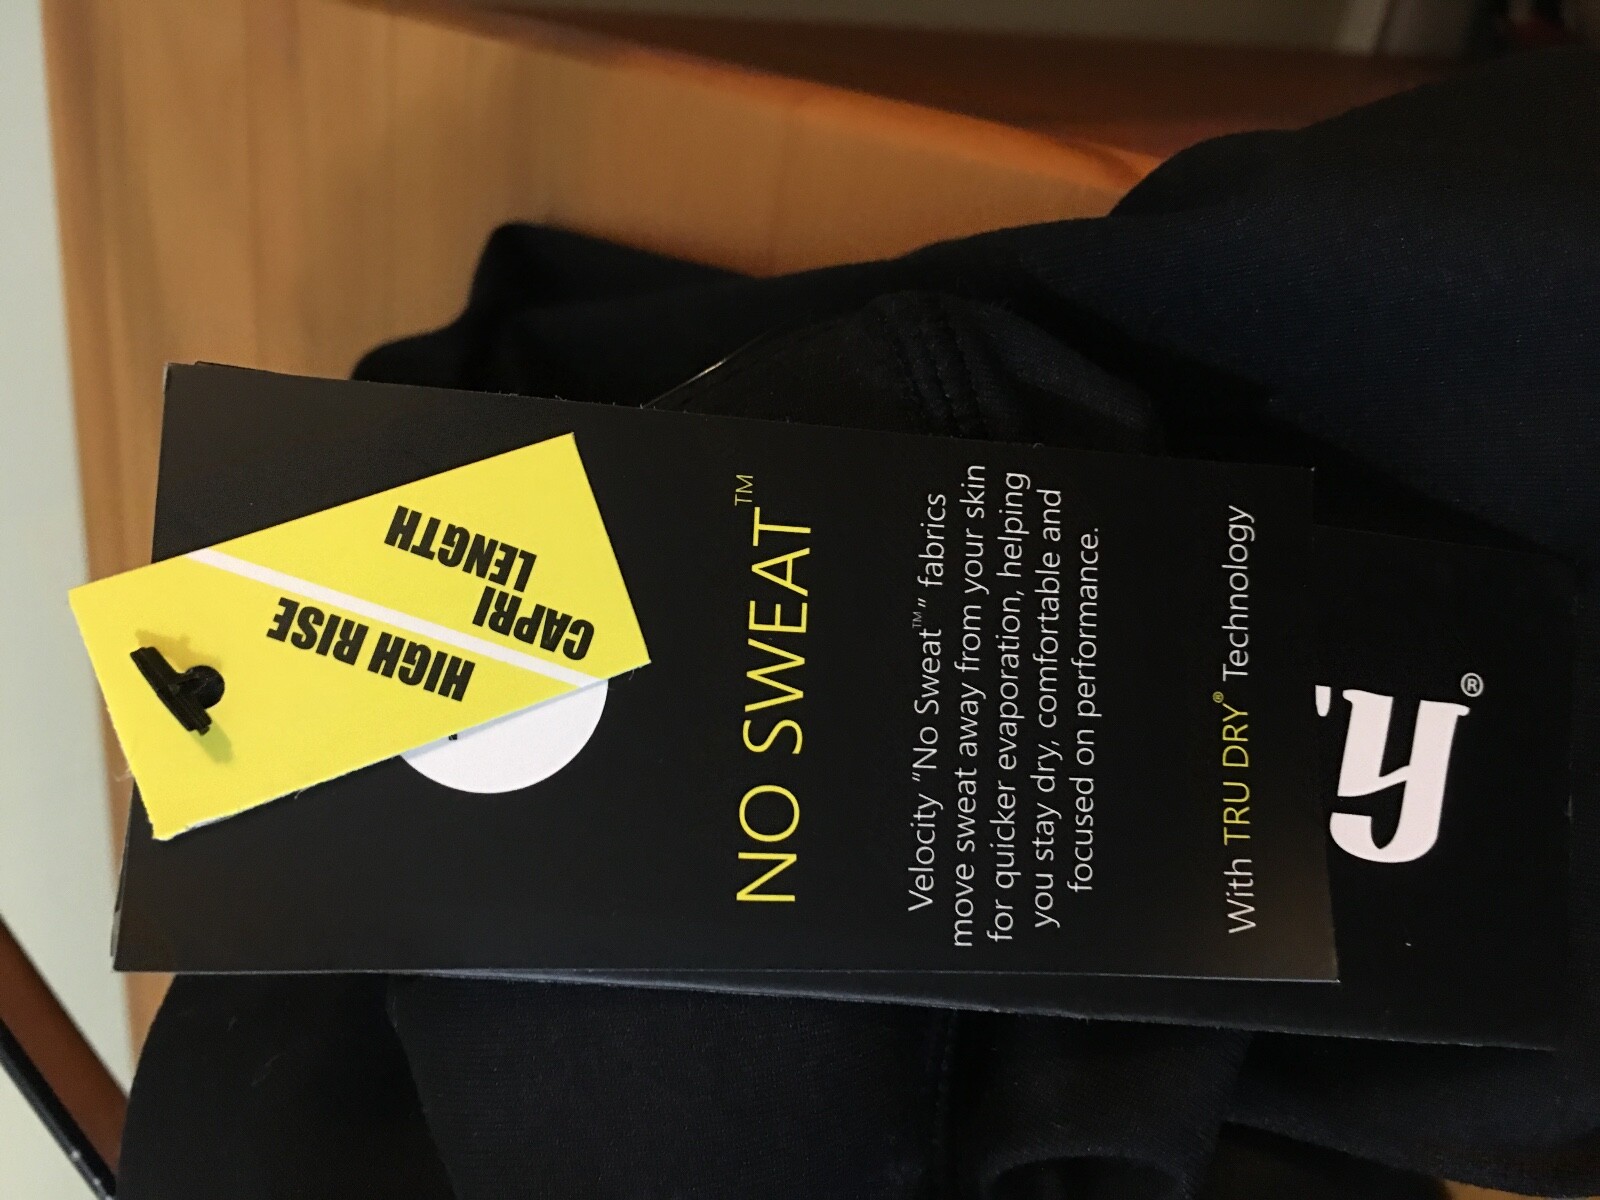 HIGH RISE
CAPRI
LENGTH
NO SWEAT™
Velocity "No Sweat™" fabrics
move sweat away from your skin
for quicker evaporation, helping
you stay dry, comfortable and
focused on performance.
With TRU DRY® Technology